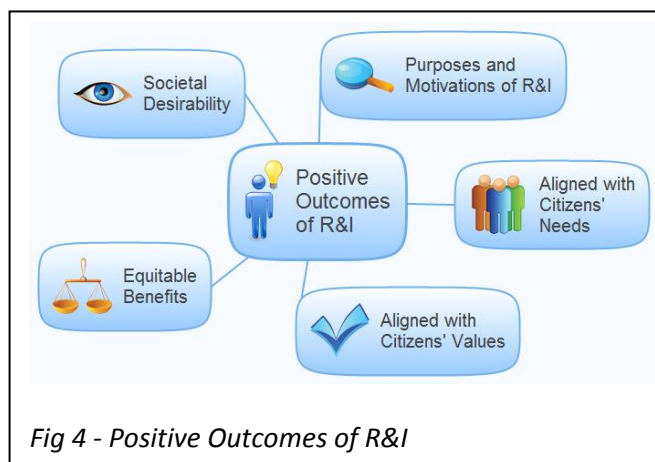 Societal
Desirability
Purposes and
Motivations of R&I
Positive
Outcomes
of R&I
Aligned with
Citizens'
Needs
Equitable
Benefits
Aligned with
Citizens' Values
Fig 4 - Positive Outcomes of R&I